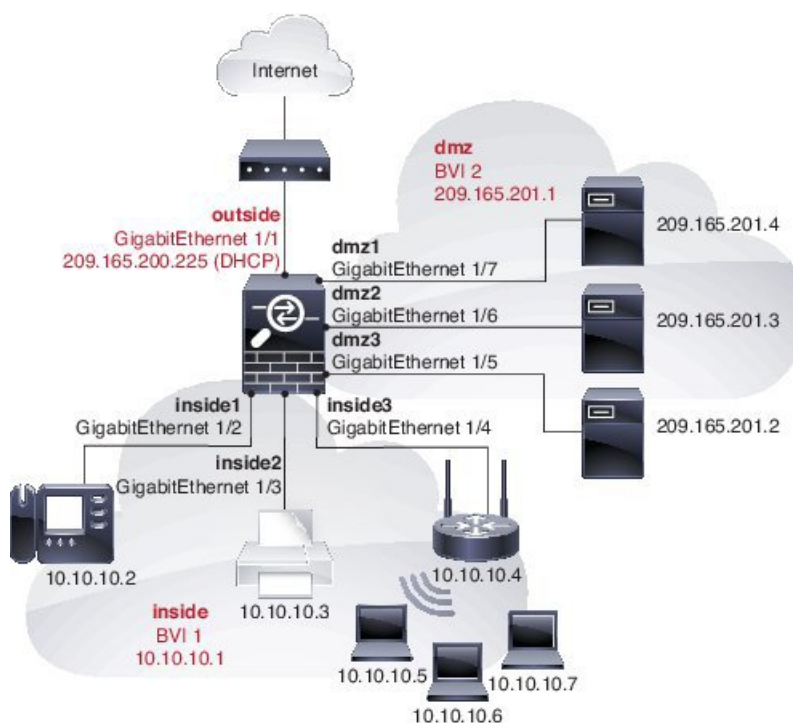 Internet
outside
GigabitEthernet 1/1
209.165.200.225 (DHCP)
dmz
BVI 2
209.165.201.1
dmz1
GigabitEthernet 1/7
209.165.201.4
dmz2
GigabitEthernet 1/6
209.165.201.3
dmz3
GigabitEthernet 1/5
209.165.201.2
inside1
GigabitEthernet 1/2
inside2
GigabitEthernet 1/3
inside3
GigabitEthernet 1/4
10.10.10.2
10.10.10.3
10.10.10.4
inside
BVI 1
10.10.10.1
10.10.10.5
10.10.10.6
10.10.10.7